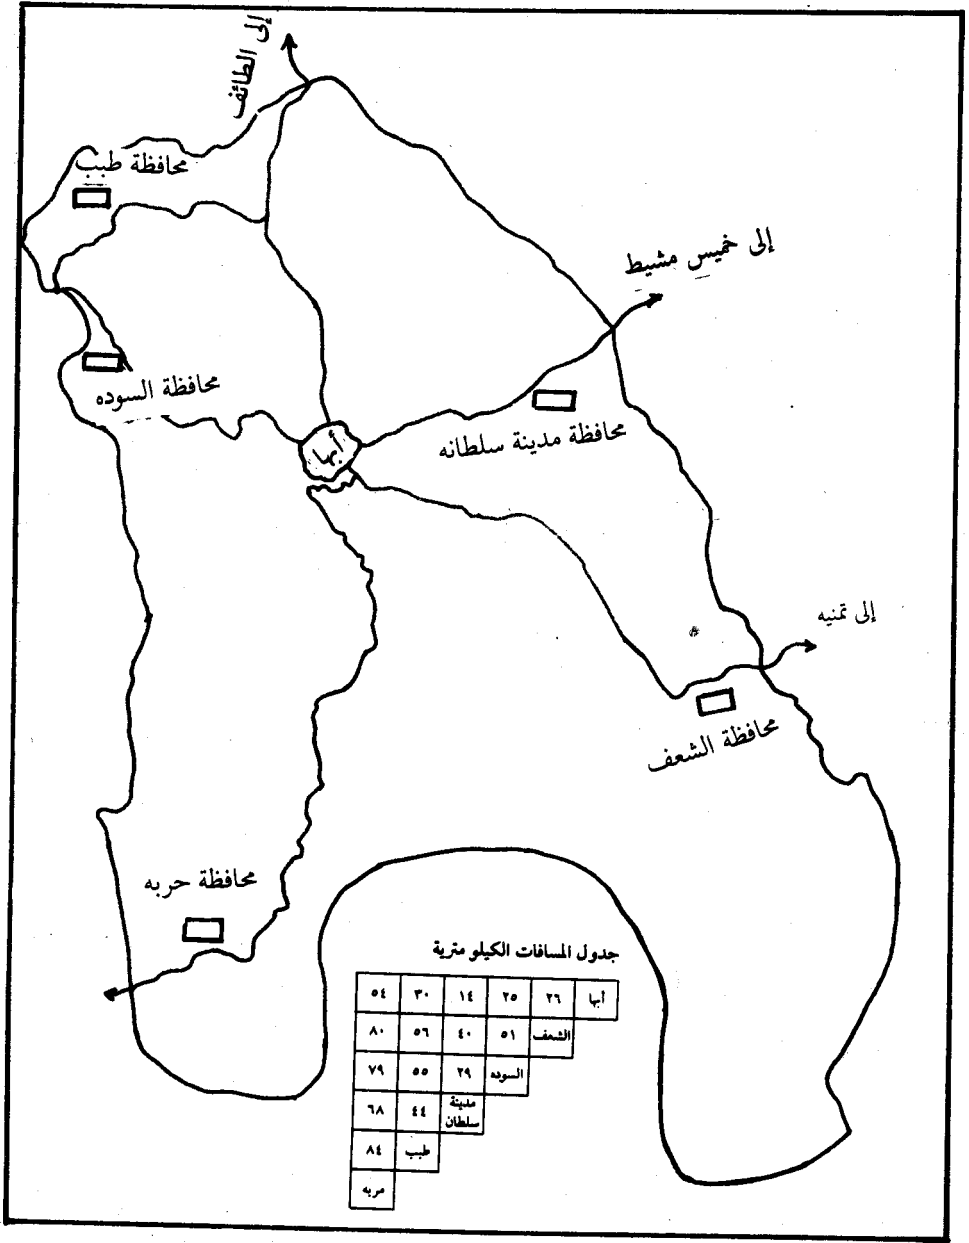 إلى الطائف
محافظة طبب
إلى خميس مشيط
محافظة السوده
محافظة مدينة سلطانه
أبها
إلى تمنيه
محافظة الشعف
محافظة حربه
جدول المسافات الكيلو مترية
أبها ٢٦ ٢٥ ١٤ ٣٠ ٥٤
الشعف ٥١ ٤٠ ٥٦ ٨٠
السوده ٢٩ ٥٥ ٧٩
مدينة
سلطان ٤٤ ٦٨
طبب ٨٤
مربه